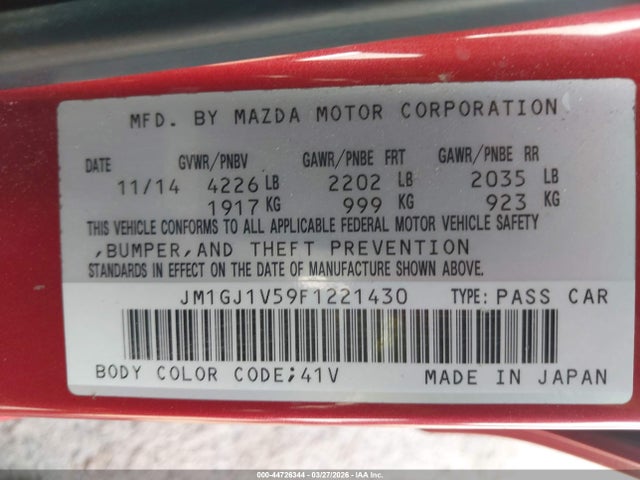 MFD. BY MAZDA MOTOR CORPORATION
DATE GVWR/PNBV GAWR/PNBE FRT GAWR/PNBE RR
11/14 4226 LB 2202 LB 2035 LB
1917 KG 999 KG 923 KG
THIS VEHICLE CONFORMS TO ALL APPLICABLE FEDERAL MOTOR VEHICLE SAFETY
,BUMPER,AND THEFT PREVENTION
STANDARDS IN EFFECT ON THE DATE OF MANUFACTURE SHOWN ABOVE.
JM1GJ1V59F1221430 TYPE: PASS CAR
BODY COLOR CODE;41V MADE IN JAPAN
000-44726344 - 03/27/2026 - IAA Inc.